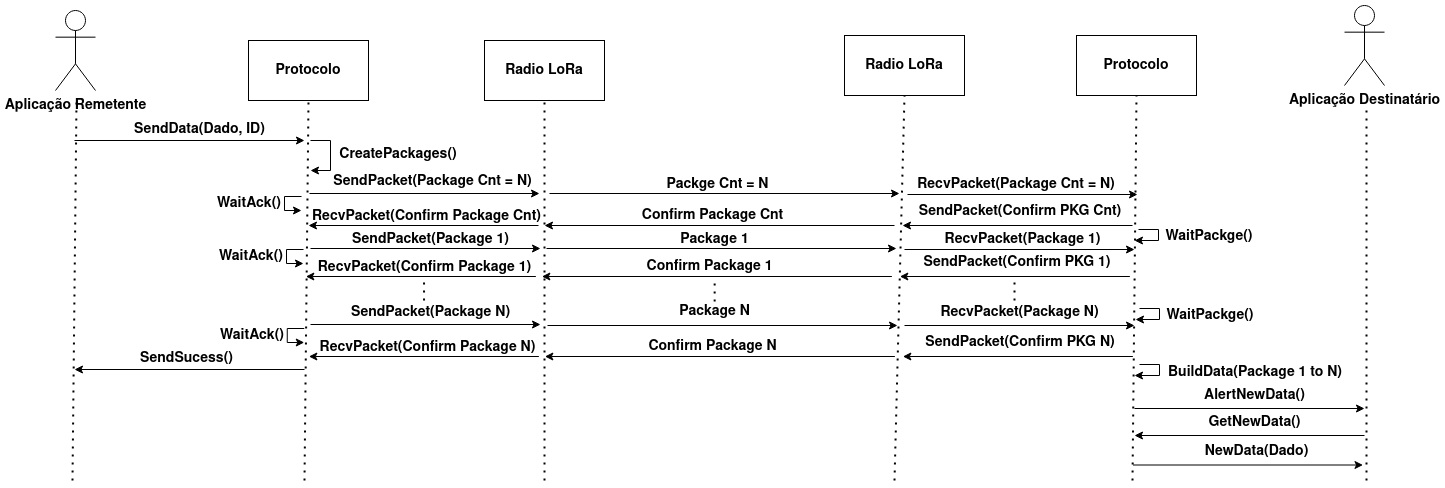 Aplicação Remetente
Protocolo
Radio LoRa
Radio LoRa
Protocolo
Aplicação Destinatário
SendData(Dado, ID)
CreatePackages()
SendPacket(Package Cnt = N)
Packge Cnt = N
RecvPacket(Package Cnt = N)
WaitAck()
RecvPacket(Confirm Package Cnt)
Confirm Package Cnt
SendPacket(Confirm PKG Cnt)
WaitPackge()
SendPacket(Package 1)
Package 1
RecvPacket(Package 1)
WaitAck()
RecvPacket(Confirm Package 1)
Confirm Package 1
SendPacket(Confirm PKG 1)
SendPacket(Package N)
Package N
RecvPacket(Package N)
WaitPackge()
WaitAck()
RecvPacket(Confirm Package N)
Confirm Package N
SendPacket(Confirm PKG N)
SendSucess()
BuildData(Package 1 to N)
AlertNewData()
GetNewData()
NewData(Dado)